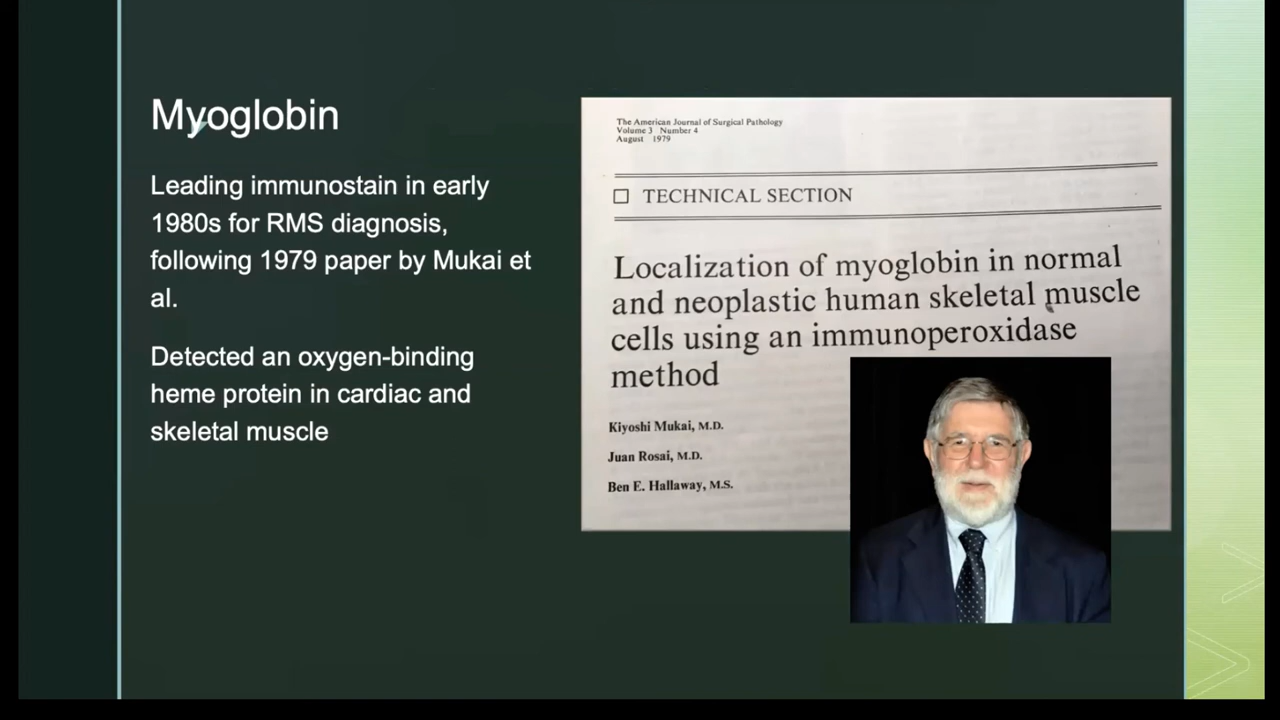 Myoglobin
Leading immunostain in early
1980s for RMS diagnosis,
following 1979 paper by Mukai et
al.
Detected an oxygen-binding
heme protein in cardiac and
skeletal muscle
The American Journal of Surgical Pathology
Volume 3 Number 4
August 1979
TECHNICAL SECTION
Localization of myoglobin in normal
and neoplastic human skeletal muscle
cells using an immunoperoxidase
method
Kiyoshi Mukai, M.D.
Juan Rosai, M.D.
Ben E. Hallaway, M.S.